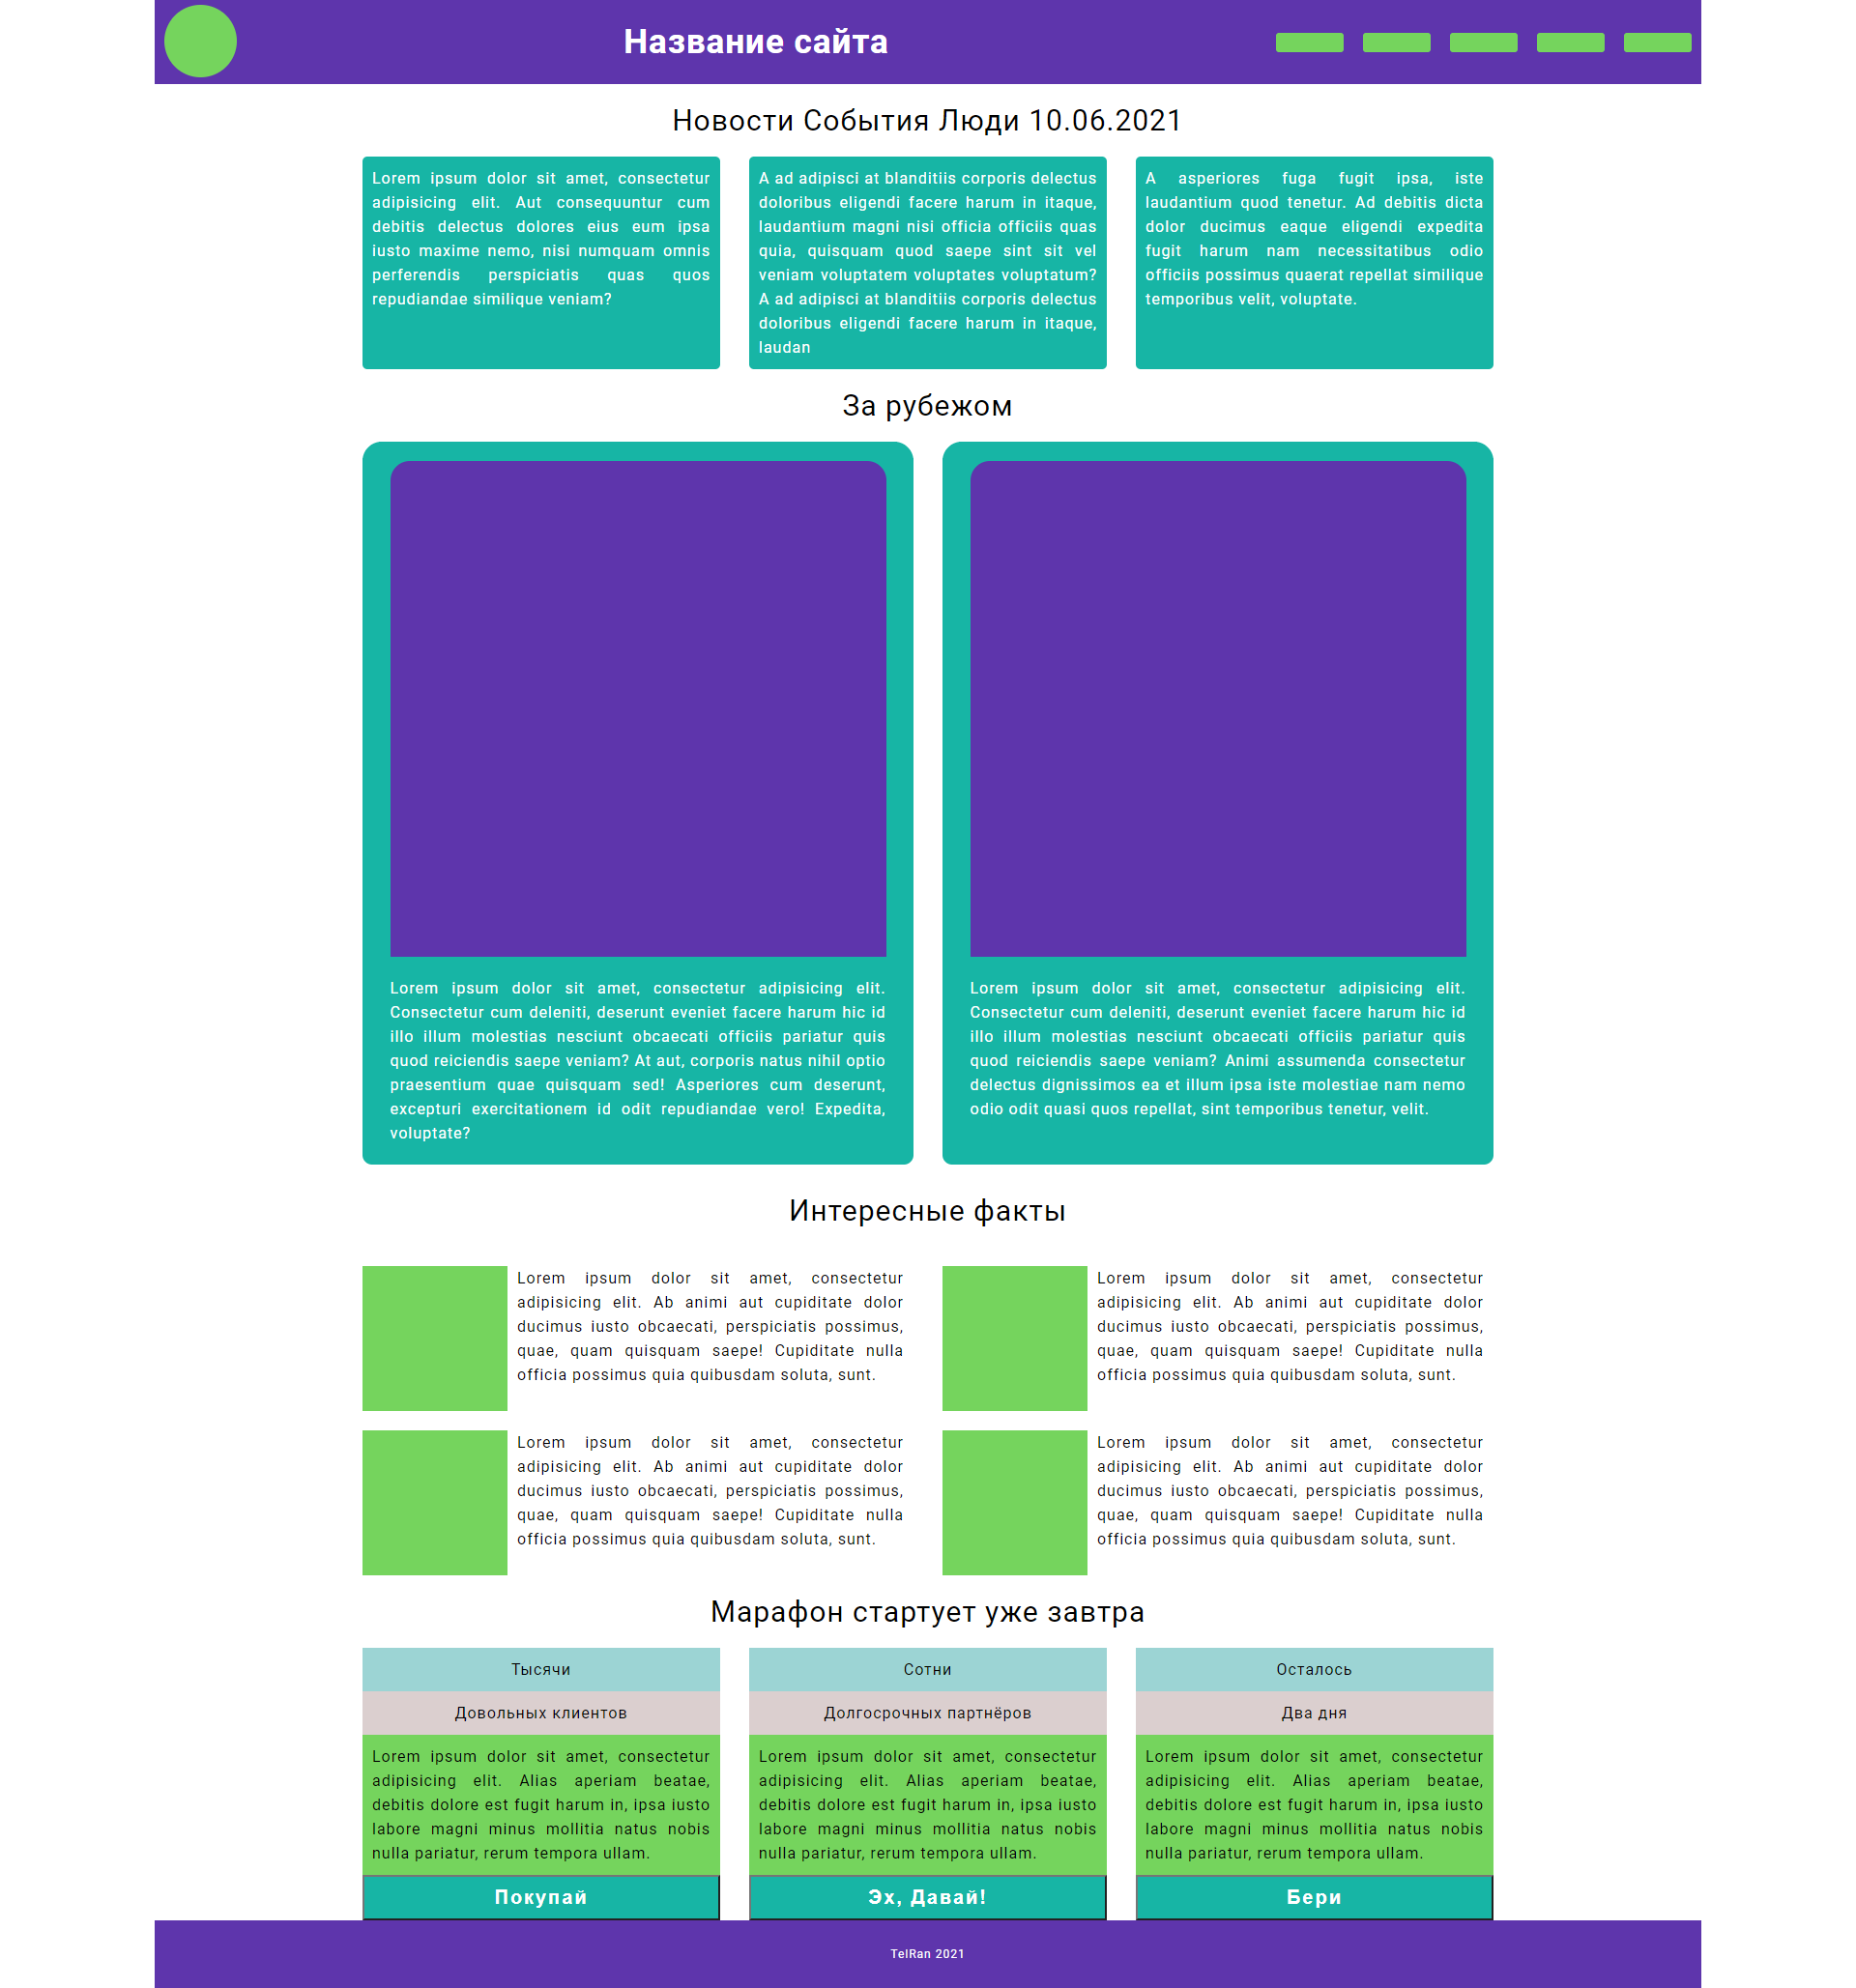 Название сайта
Новости События Люди 10.06.2021
Lorem ipsum dolor sit amet, consectetur
adipisicing elit. Aut consequuntur cum
debitis delectus dolores eius eum ipsa
iusto maxime nemo, nisi numquam omnis
perferendis perspiciatis quas quos
repudiandae similique veniam?
A ad adipisci at blanditiis corporis delectus
doloribus eligendi facere harum in itaque,
laudantium magni nisi officia officiis quas
quia, quisquam quod saepe sint sit vel
veniam voluptatem voluptates voluptatum?
A ad adipisci at blanditiis corporis delectus
doloribus eligendi facere harum in itaque,
laudan
A asperiores fuga fugit ipsa, iste
laudantium quod tenetur. Ad debitis dicta
dolor ducimus eaque eligendi expedita
fugit harum nam necessitatibus odio
officiis possimus quaerat repellat similique
temporibus velit, voluptate.
За рубежом
Lorem ipsum dolor sit amet, consectetur adipisicing elit.
Consectetur cum deleniti, deserunt eveniet facere harum hic id
illo illum molestias nesciunt obcaecati officiis pariatur quis
quod reiciendis saepe veniam? At aut, corporis natus nihil optio
praesentium quae quisquam sed! Asperiores cum deserunt,
excepturi exercitationem id odit repudiandae vero! Expedita,
voluptate?
Lorem ipsum dolor sit amet, consectetur adipisicing elit.
Consectetur cum deleniti, deserunt eveniet facere harum hic id
illo illum molestias nesciunt obcaecati officiis pariatur quis
quod reiciendis saepe veniam? Animi assumenda consectetur
delectus dignissimos ea et illum ipsa iste molestiae nam nemo
odio odit quasi quos repellat, sint temporibus tenetur, velit.
Интересные факты
Lorem ipsum dolor sit amet, consectetur
adipisicing elit. Ab animi aut cupiditate dolor
ducimus iusto obcaecati, perspiciatis possimus,
quae, quam quisquam saepe! Cupiditate nulla
officia possimus quia quibusdam soluta, sunt.
Lorem ipsum dolor sit amet, consectetur
adipisicing elit. Ab animi aut cupiditate dolor
ducimus iusto obcaecati, perspiciatis possimus,
quae, quam quisquam saepe! Cupiditate nulla
officia possimus quia quibusdam soluta, sunt.
Lorem ipsum dolor sit amet, consectetur
adipisicing elit. Ab animi aut cupiditate dolor
ducimus iusto obcaecati, perspiciatis possimus,
quae, quam quisquam saepe! Cupiditate nulla
officia possimus quia quibusdam soluta, sunt.
Lorem ipsum dolor sit amet, consectetur
adipisicing elit. Ab animi aut cupiditate dolor
ducimus iusto obcaecati, perspiciatis possimus,
quae, quam quisquam saepe! Cupiditate nulla
officia possimus quia quibusdam soluta, sunt.
Марафон стартует уже завтра
Тысячи
Довольных клиентов
Lorem ipsum dolor sit amet, consectetur
adipisicing elit. Alias aperiam beatae,
debitis dolore est fugit harum in, ipsa iusto
labore magni minus mollitia natus nobis
nulla pariatur, rerum tempora ullam.
Покупай
Сотни
Долгосрочных партнёров
Lorem ipsum dolor sit amet, consectetur
adipisicing elit. Alias aperiam beatae,
debitis dolore est fugit harum in, ipsa iusto
labore magni minus mollitia natus nobis
nulla pariatur, rerum tempora ullam.
Эх, Давай!
Осталось
Два дня
Lorem ipsum dolor sit amet, consectetur
adipisicing elit. Alias aperiam beatae,
debitis dolore est fugit harum in, ipsa iusto
labore magni minus mollitia natus nobis
nulla pariatur, rerum tempora ullam.
Бери
TelRan 2021